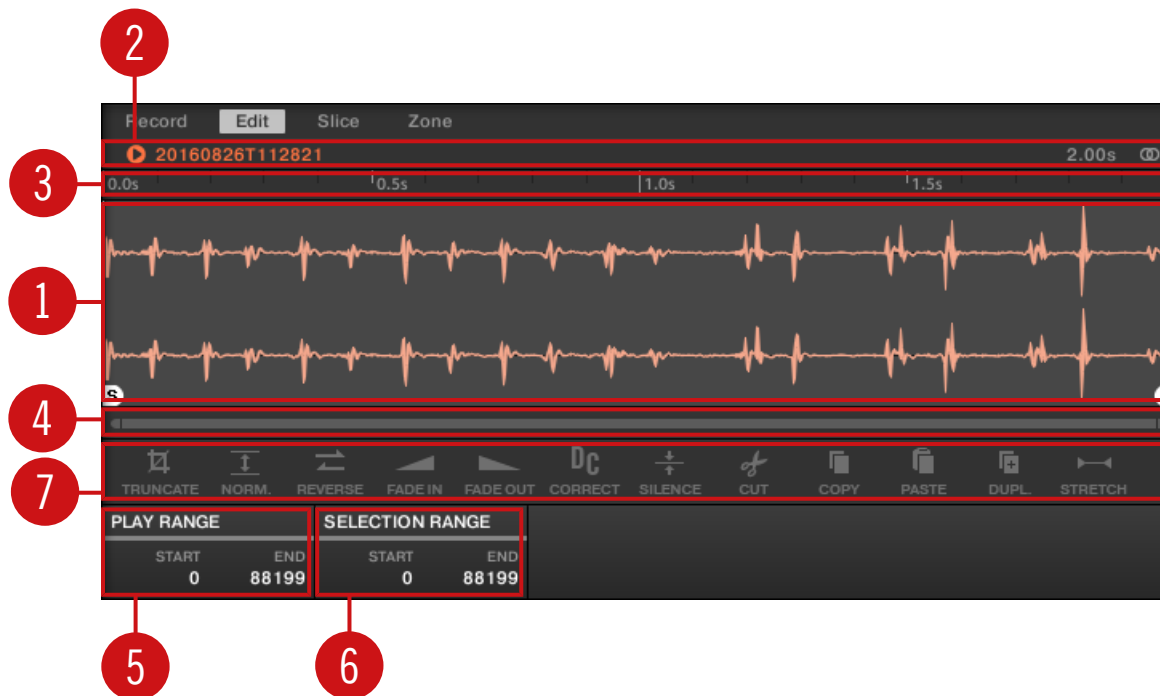 2
Record Edit Slice Zone
20160826T112821 2.00s
3
0.0s 0.5s 1.0s 1.5s
1
S
4
DC
TRUNCATE NORM. REVERSE FADE IN FADE OUT CORRECT SILENCE CUT COPY PASTE DUPL. STRETCH
7
PLAY RANGE SELECTION RANGE
START END START END
0 88199 0 88199
5 6